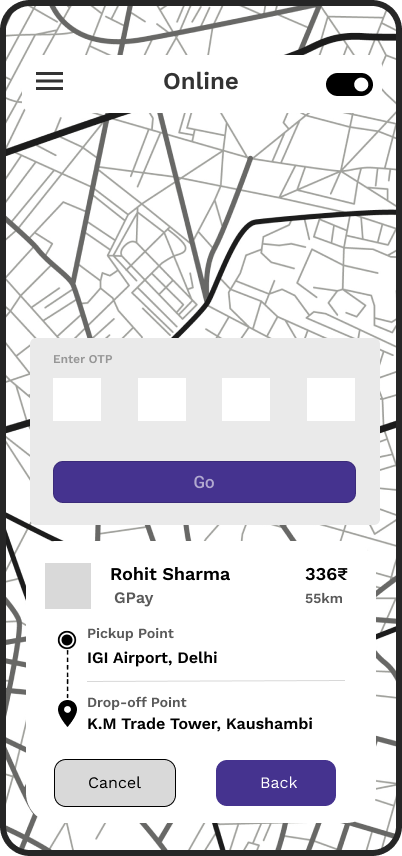 Online
Enter OTP
Go
Rohit Sharma 336₹
GPay 55km
Pickup Point
IGI Airport, Delhi
Drop-off Point
K.M Trade Tower, Kaushambi
Cancel Back